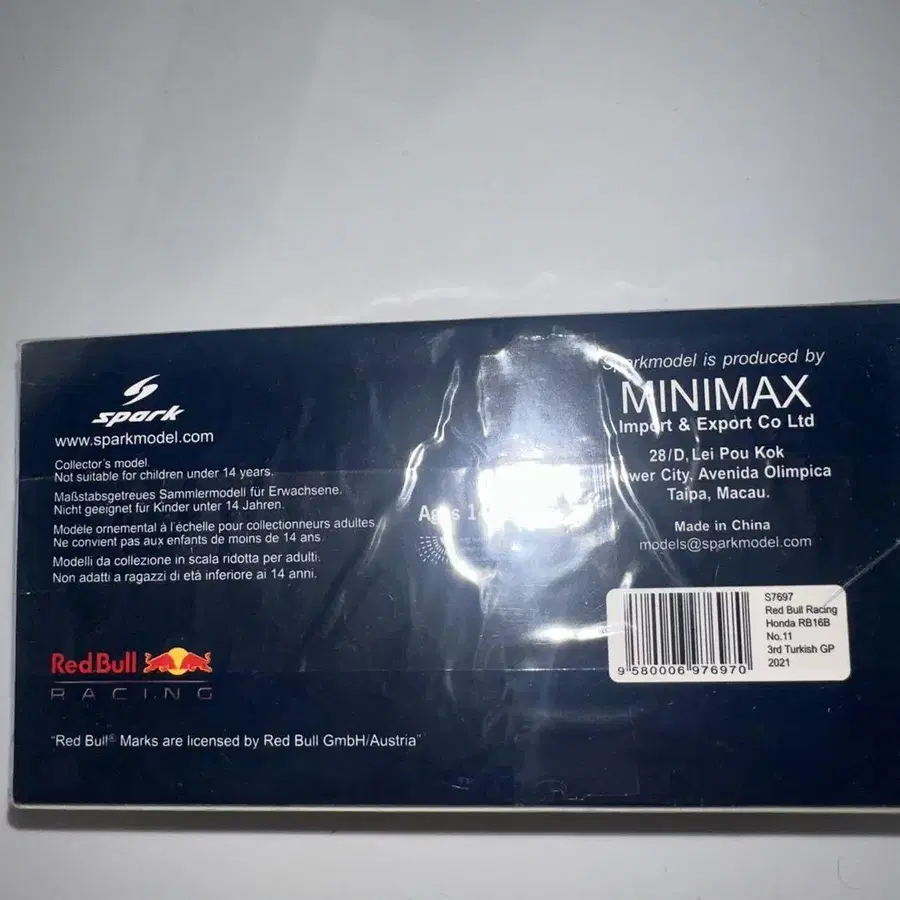 spark
www.sparkmodel.com
Collector's model.
Not suitable for children under 14 years.
Maßstabsgetreues Sammlermodell für Erwachsene.
Nicht geeignet für Kinder unter 14 Jahren.
Modèle ornemental à l'échelle pour collectionneurs adultes
Ne convient pas aux enfants de moins de 14 ans
Modelli da collezione in scala ridotta per adulti.
Non adatti a ragazzi di età inferiore ai 14 anni.
Red Bull
RACING
"Red Bull® Marks are licensed by Red Bull GmbH/Austria"
Sparkmodel is produced by
MINIMAX
Import & Export Co Ltd
28/D, Lei Pou Kok
City, Avenida Olimpica
Taipa, Macau.
Made in China
models@sparkmodel.com
9 580006 976970
S7697
Red Bull Racing
Honda RB16B
No.11
3rd Turkish GP
2021